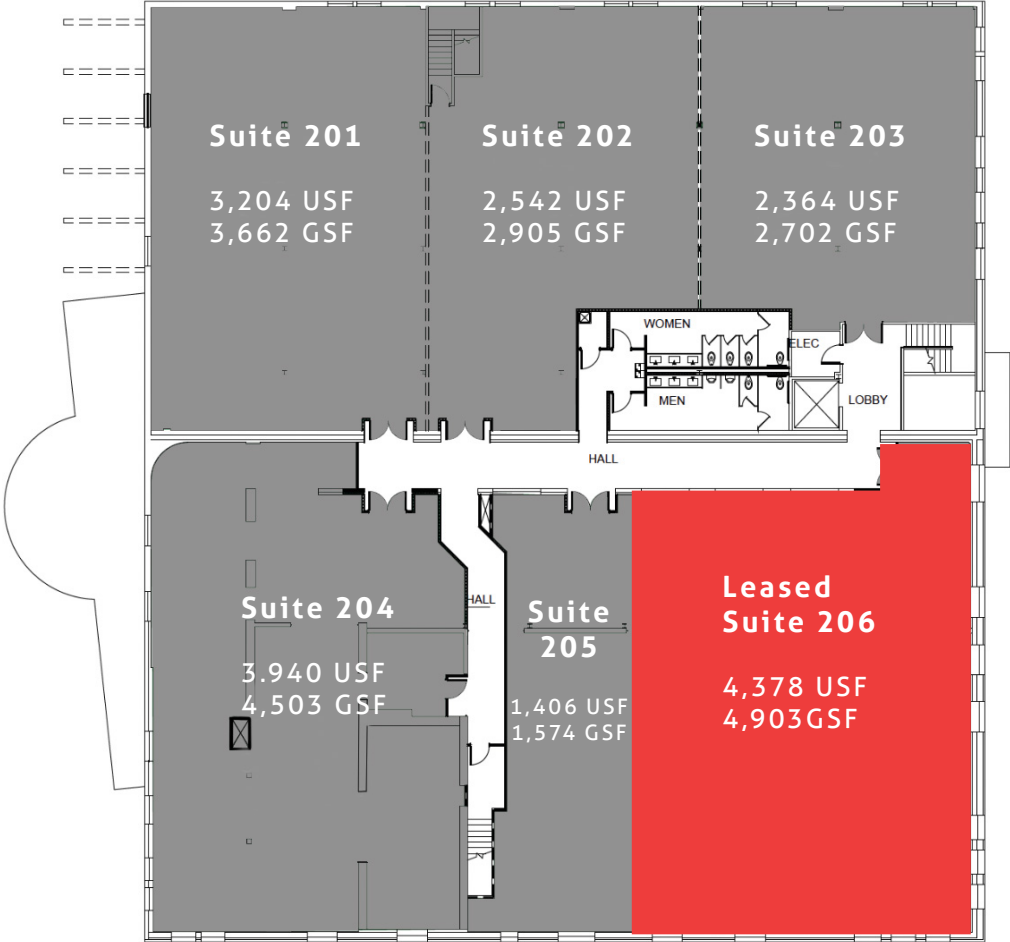 Suite 201
3,204 USF
3,662 GSF
Suite 202
2,542 USF
2,905 GSF
Suite 203
2,364 USF
2,702 GSF
WOMEN
ELEC
MEN
LOBBY
HALL
Suite 204
3.940 USF
4,503 GSF
HALL
Suite
205
1,406 USF
1,574 GSF
Leased
Suite 206
4,378 USF
4,903GSF